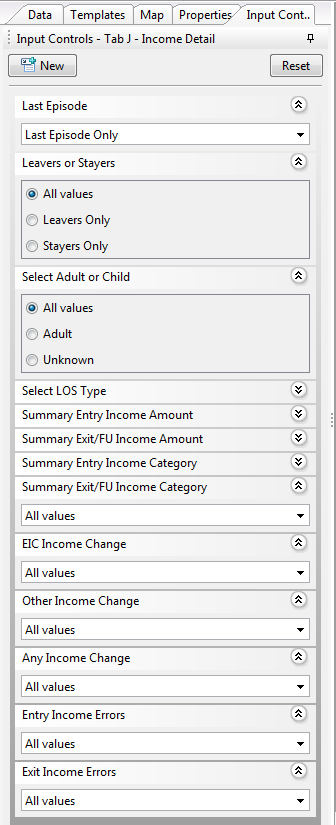 Data Templates Map Properties Input Cont..
Input Controls - Tab J - Income Detail
New Reset
Last Episode
Last Episode Only
Leavers or Stayers
All values
Leavers Only
Stayers Only
Select Adult or Child
All values
Adult
Unknown
Select LOS Type
Summary Entry Income Amount
Summary Exit/FU Income Amount
Summary Entry Income Category
Summary Exit/FU Income Category
All values
EIC Income Change
All values
Other Income Change
All values
Any Income Change
All values
Entry Income Errors
All values
Exit Income Errors
All values